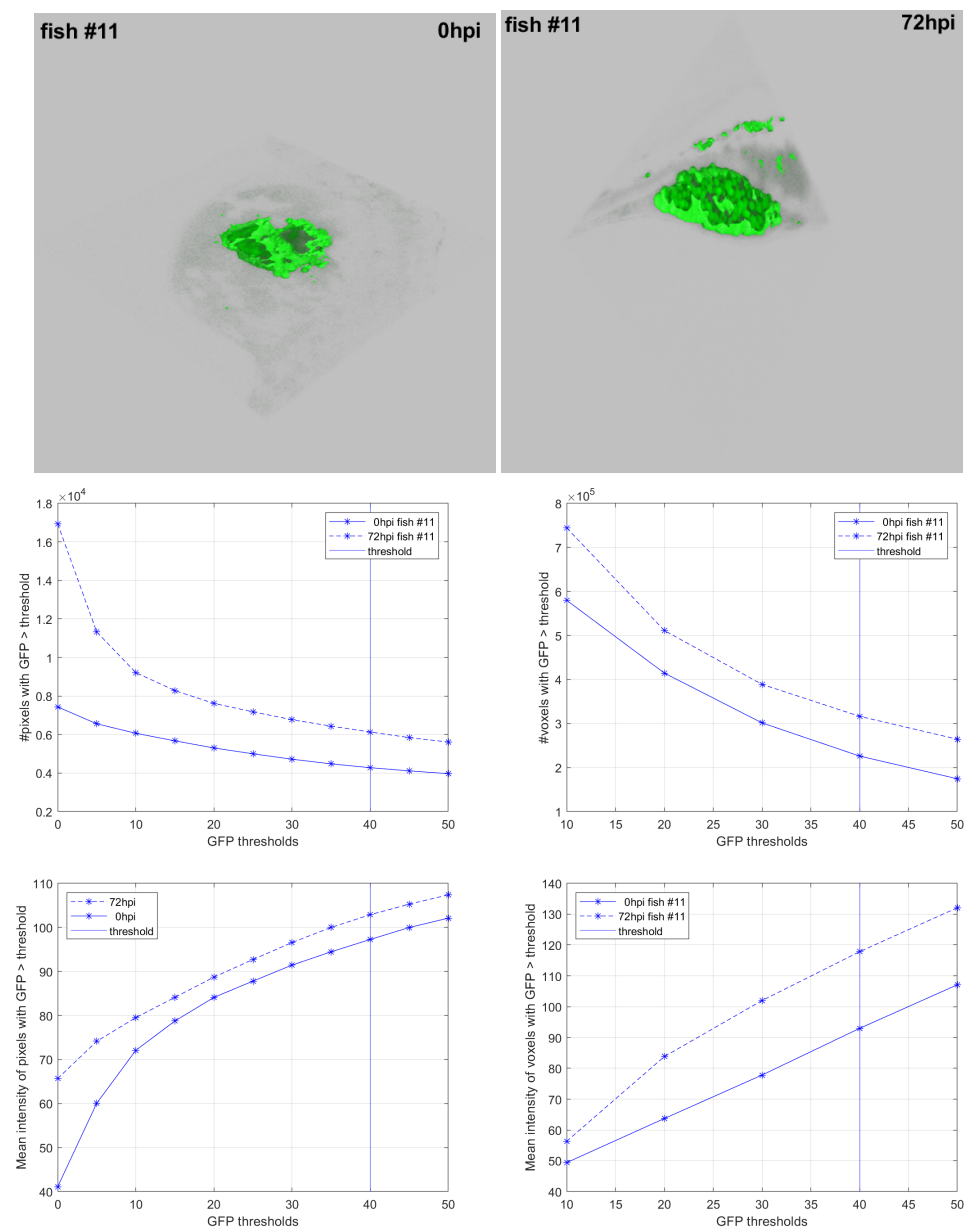 fish #11
0hpi
fish #11
72hpi
×10^4
1.8
1.6
1.4
1.2
1
0.8
0.6
0.4
0.2
0 10 20 30 40 50
GFP thresholds
#pixels with GFP > threshold
0hpi fish #11
72hpi fish #11
threshold
×10^5
8
7
6
5
4
3
2
1
10 15 20 25 30 35 40 45 50
GFP thresholds
#voxels with GFP > threshold
0hpi fish #11
72hpi fish #11
threshold
110
100
90
80
70
60
50
40
0 10 20 30 40 50
GFP thresholds
Mean intensity of pixels with GFP > threshold
72hpi
0hpi
threshold
140
130
120
110
100
90
80
70
60
50
40
10 15 20 25 30 35 40 45 50
GFP thresholds
Mean intensity of voxels with GFP > threshold
0hpi fish #11
72hpi fish #11
threshold